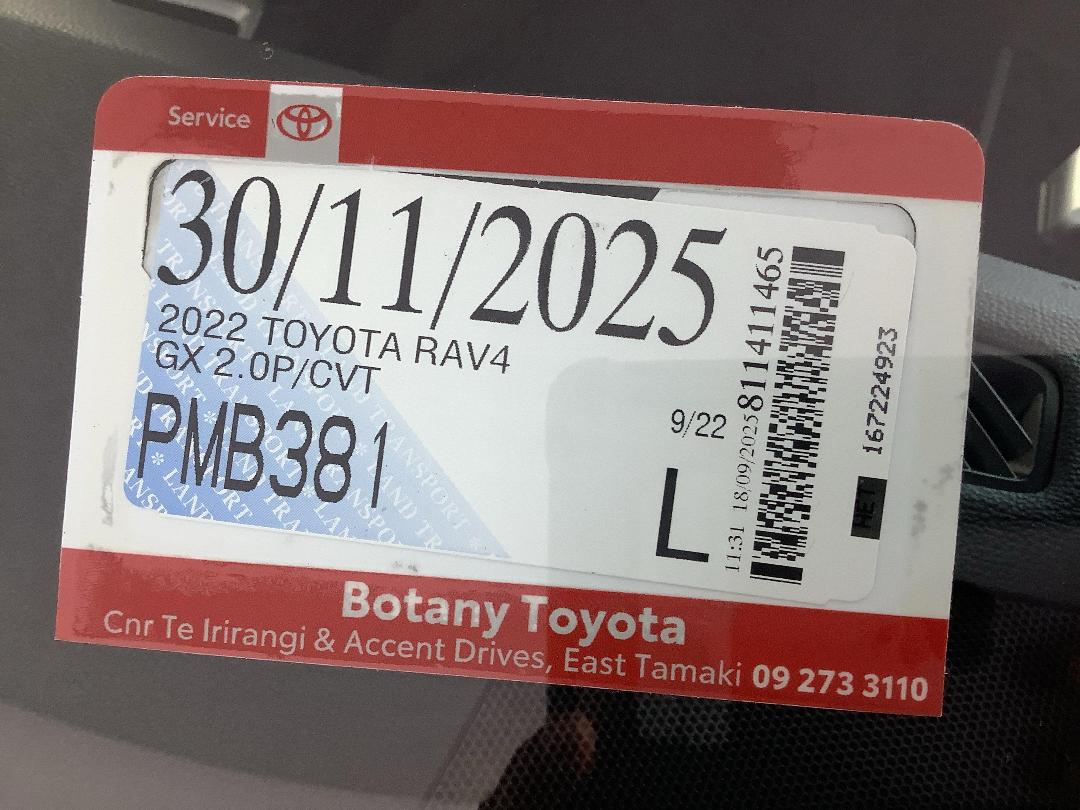 Service
30/11/2025
2022 TOYOTA RAV4
GX 2.0P/CVT
PMB381
9/22
L
11:31 18/09/2025 811411465
167224923
HET
Botany Toyota
Cnr Te Irirangi & Accent Drives, East Tamaki 09 273 3110